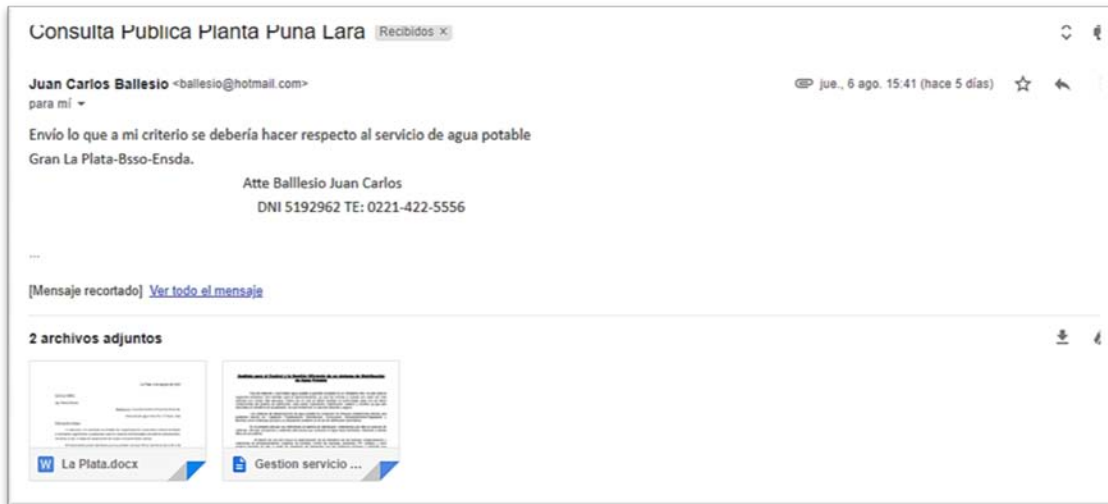 Consulta Publica Planta Puna Lara Recibidos ×
Juan Carlos Ballesio <ballesio@hotmail.com>
jue., 6 ago. 15:41 (hace 5 días)
para mí
Envío lo que a mi criterio se debería hacer respecto al servicio de agua potable
Gran La Plata-Bsso-Ensda.
Atte Balllesio Juan Carlos
DNI 5192962 TE: 0221-422-5556
...
[Mensaje recortado] Ver todo el mensaje
2 archivos adjuntos
W La Plata.docx
Gestion servicio ...